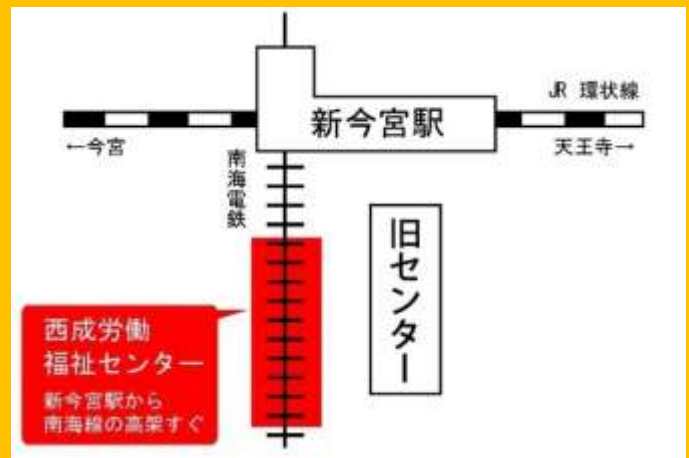 JR 環状線
新今宮駅
←今宮
天王寺→
南海電鉄
旧センター
西成労働
福祉センター
新今宮駅から
南海線の高架すぐ